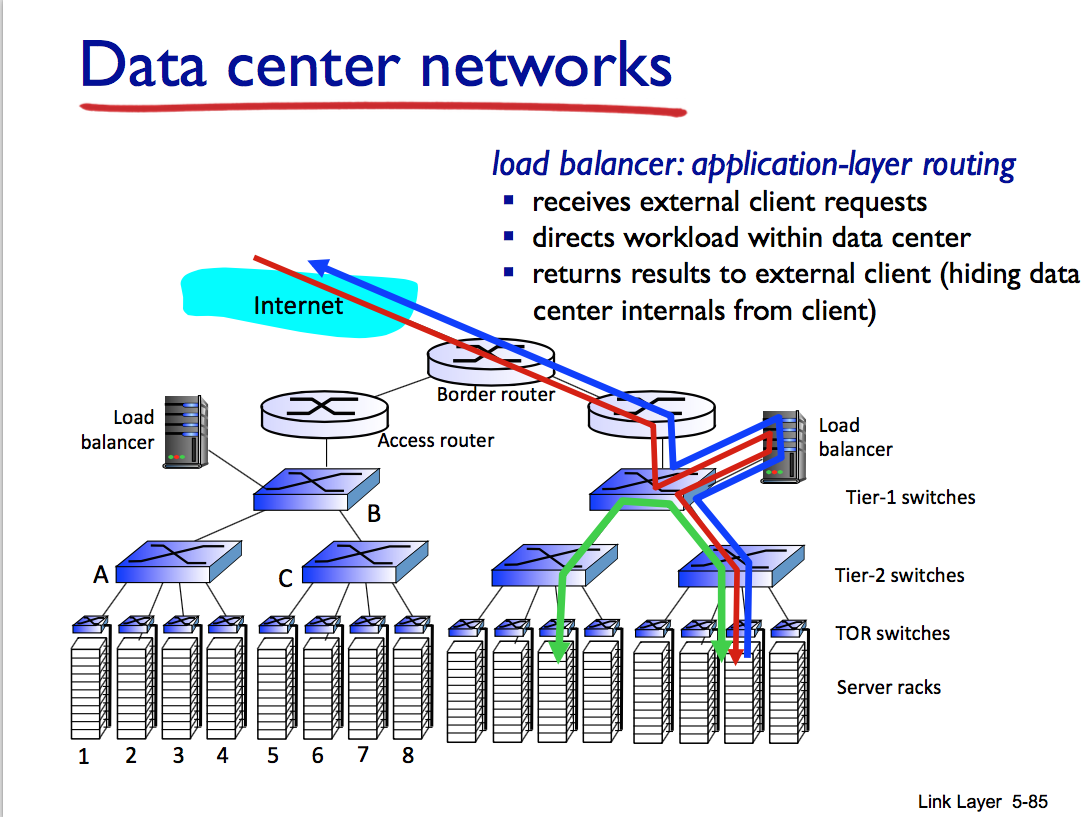 Data center networks
load balancer: application-layer routing
receives external client requests
directs workload within data center
returns results to external client (hiding data
center internals from client)
Internet
Border router
Load
balancer
Access router
Load
balancer
B
Tier-1 switches
A
C
Tier-2 switches
TOR switches
Server racks
1 2 3 4 5 6 7 8
Link Layer 5-85